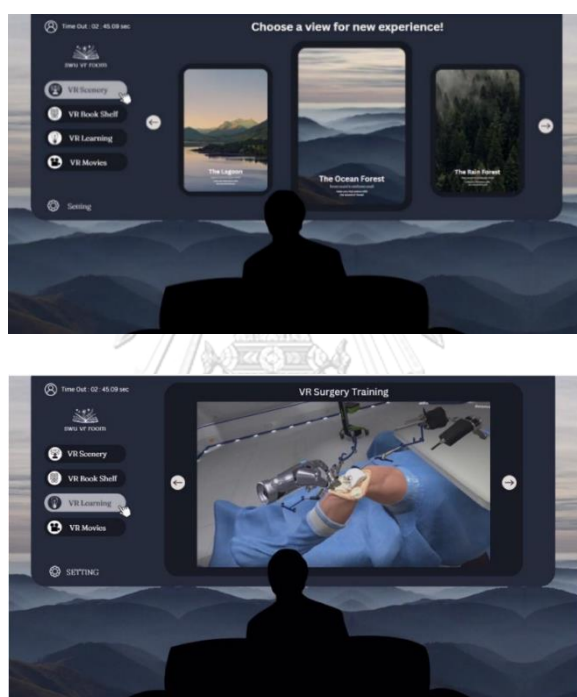 Time Out : 02 : 45.09 sec
Choose a view for new experience!
SWU VR ROOM
VR Scenery
VR Book Shelf
VR Learning
VR Movies
Setting
The Lagoon
The Ocean Forest
The Rain Forest
Time Out : 02 : 45.09 sec
VR Surgery Training
SWU VR ROOM
VR Scenery
VR Book Shelf
VR Learning
VR Movies
SETTING